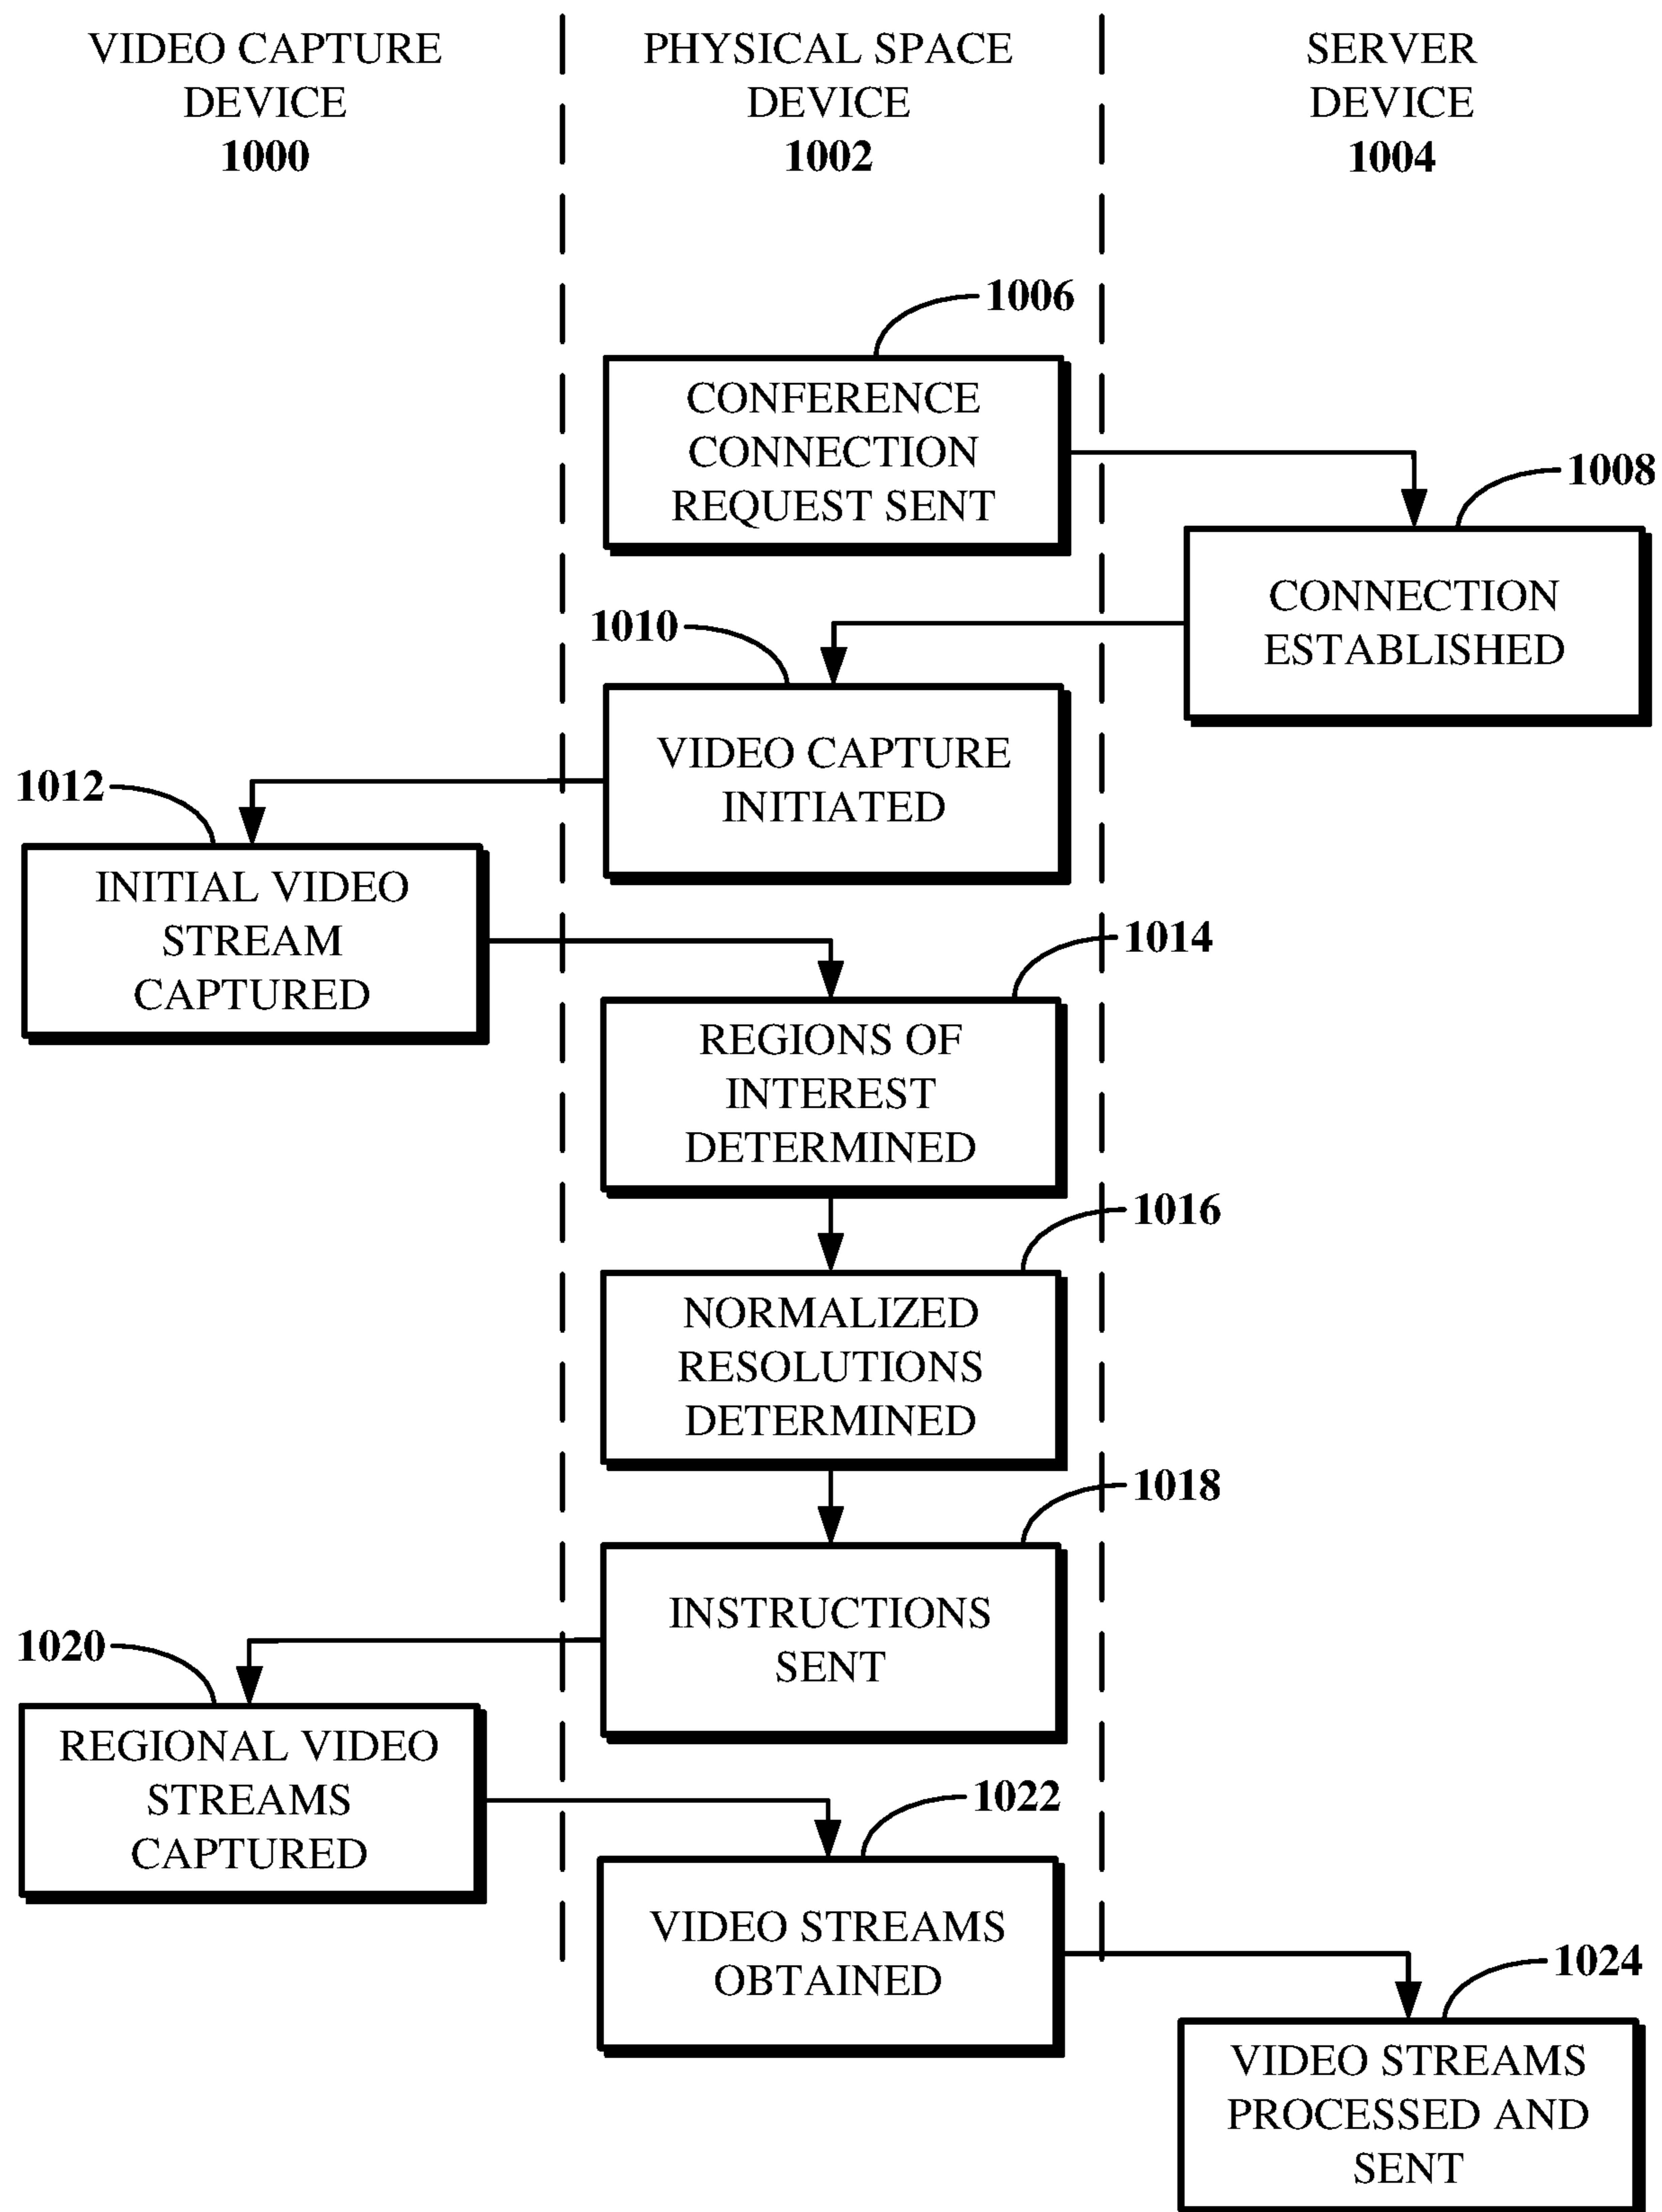 VIDEO CAPTURE
DEVICE
1000
PHYSICAL SPACE
DEVICE
1002
SERVER
DEVICE
1004
1006
CONFERENCE
CONNECTION
REQUEST SENT
1008
CONNECTION
ESTABLISHED
1010
VIDEO CAPTURE
INITIATED
1012
INITIAL VIDEO
STREAM
CAPTURED
1014
REGIONS OF
INTEREST
DETERMINED
1016
NORMALIZED
RESOLUTIONS
DETERMINED
1018
INSTRUCTIONS
SENT
1020
REGIONAL VIDEO
STREAMS
CAPTURED
1022
VIDEO STREAMS
OBTAINED
1024
VIDEO STREAMS
PROCESSED AND
SENT